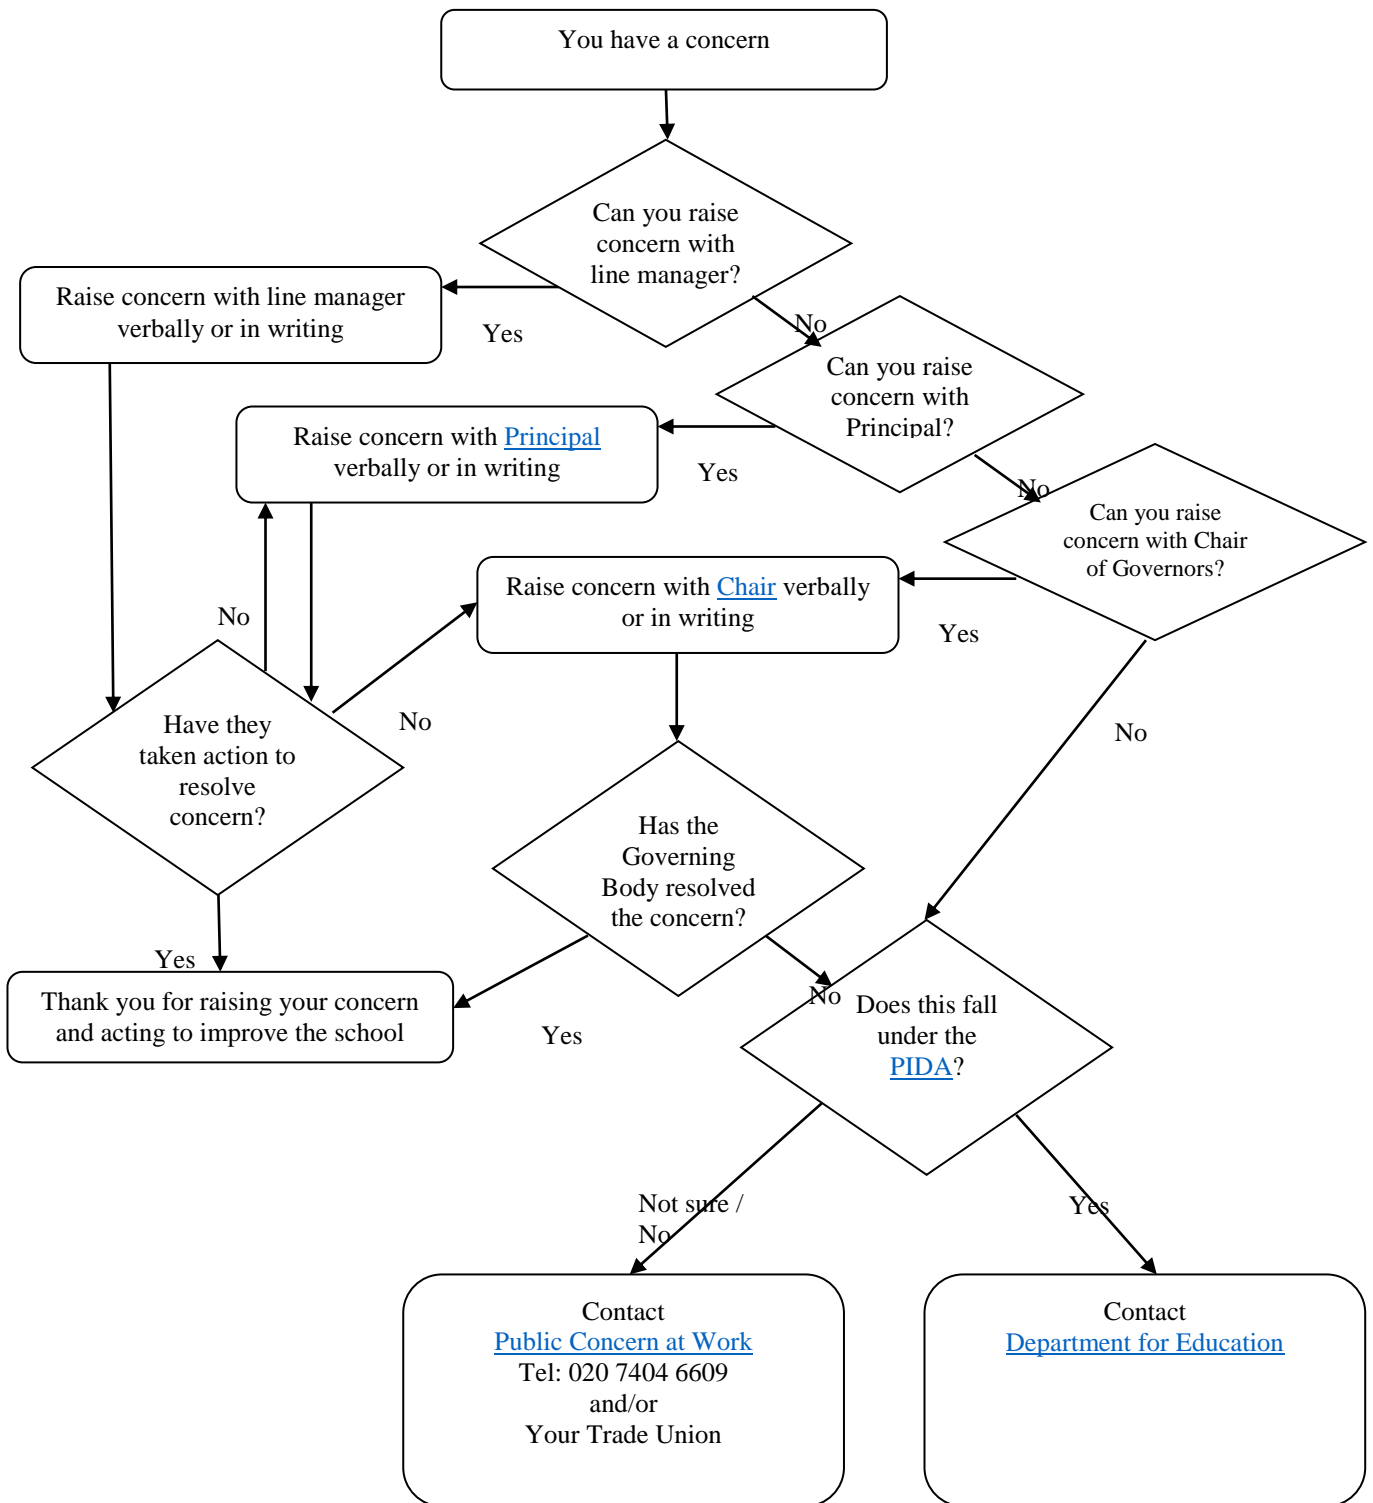 You have a concern
Can you raise
concern with
line manager?
Raise concern with line manager
verbally or in writing
Yes
No
Can you raise
concern with
Principal?
Raise concern with Principal
verbally or in writing
Yes
No
Can you raise
concern with Chair
of Governors?
Raise concern with Chair verbally
or in writing
Yes
No
No
No
Have they
taken action to
resolve
concern?
Has the
Governing
Body resolved
the concern?
Yes
Thank you for raising your concern
and acting to improve the school
Yes
No
Does this fall
under the
PIDA?
Not sure /
No
Yes
Contact
Public Concern at Work
Tel: 020 7404 6609
and/or
Your Trade Union
Contact
Department for Education